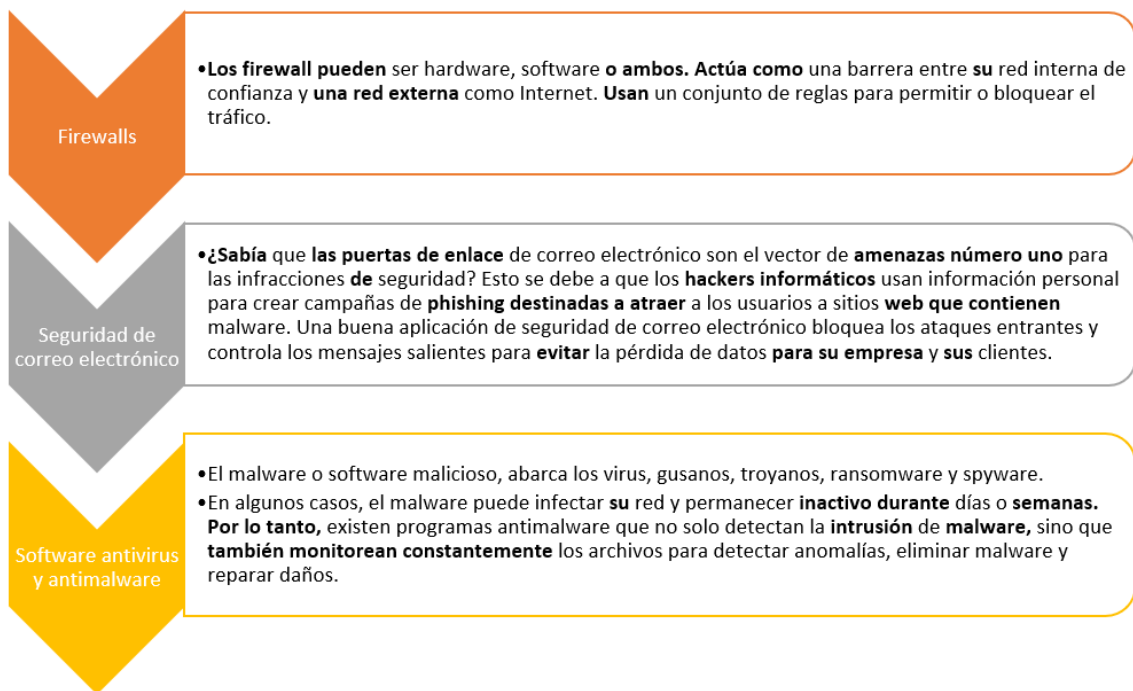 Firewalls
•Los firewall pueden ser hardware, software o ambos. Actúa como una barrera entre su red interna de
confianza y una red externa como Internet. Usan un conjunto de reglas para permitir o bloquear el
tráfico.
Seguridad de
correo electrónico
•¿Sabía que las puertas de enlace de correo electrónico son el vector de amenazas número uno para
las infracciones de seguridad? Esto se debe a que los hackers informáticos usan información personal
para crear campañas de phishing destinadas a atraer a los usuarios a sitios web que contienen
malware. Una buena aplicación de seguridad de correo electrónico bloquea los ataques entrantes y
controla los mensajes salientes para evitar la pérdida de datos para su empresa y sus clientes.
Software antivirus
y antimalware
•El malware o software malicioso, abarca los virus, gusanos, troyanos, ransomware y spyware.
•En algunos casos, el malware puede infectar su red y permanecer inactivo durante días o semanas.
Por lo tanto, existen programas antimalware que no solo detectan la intrusión de malware, sino que
también monitorean constantemente los archivos para detectar anomalías, eliminar malware y
reparar daños.